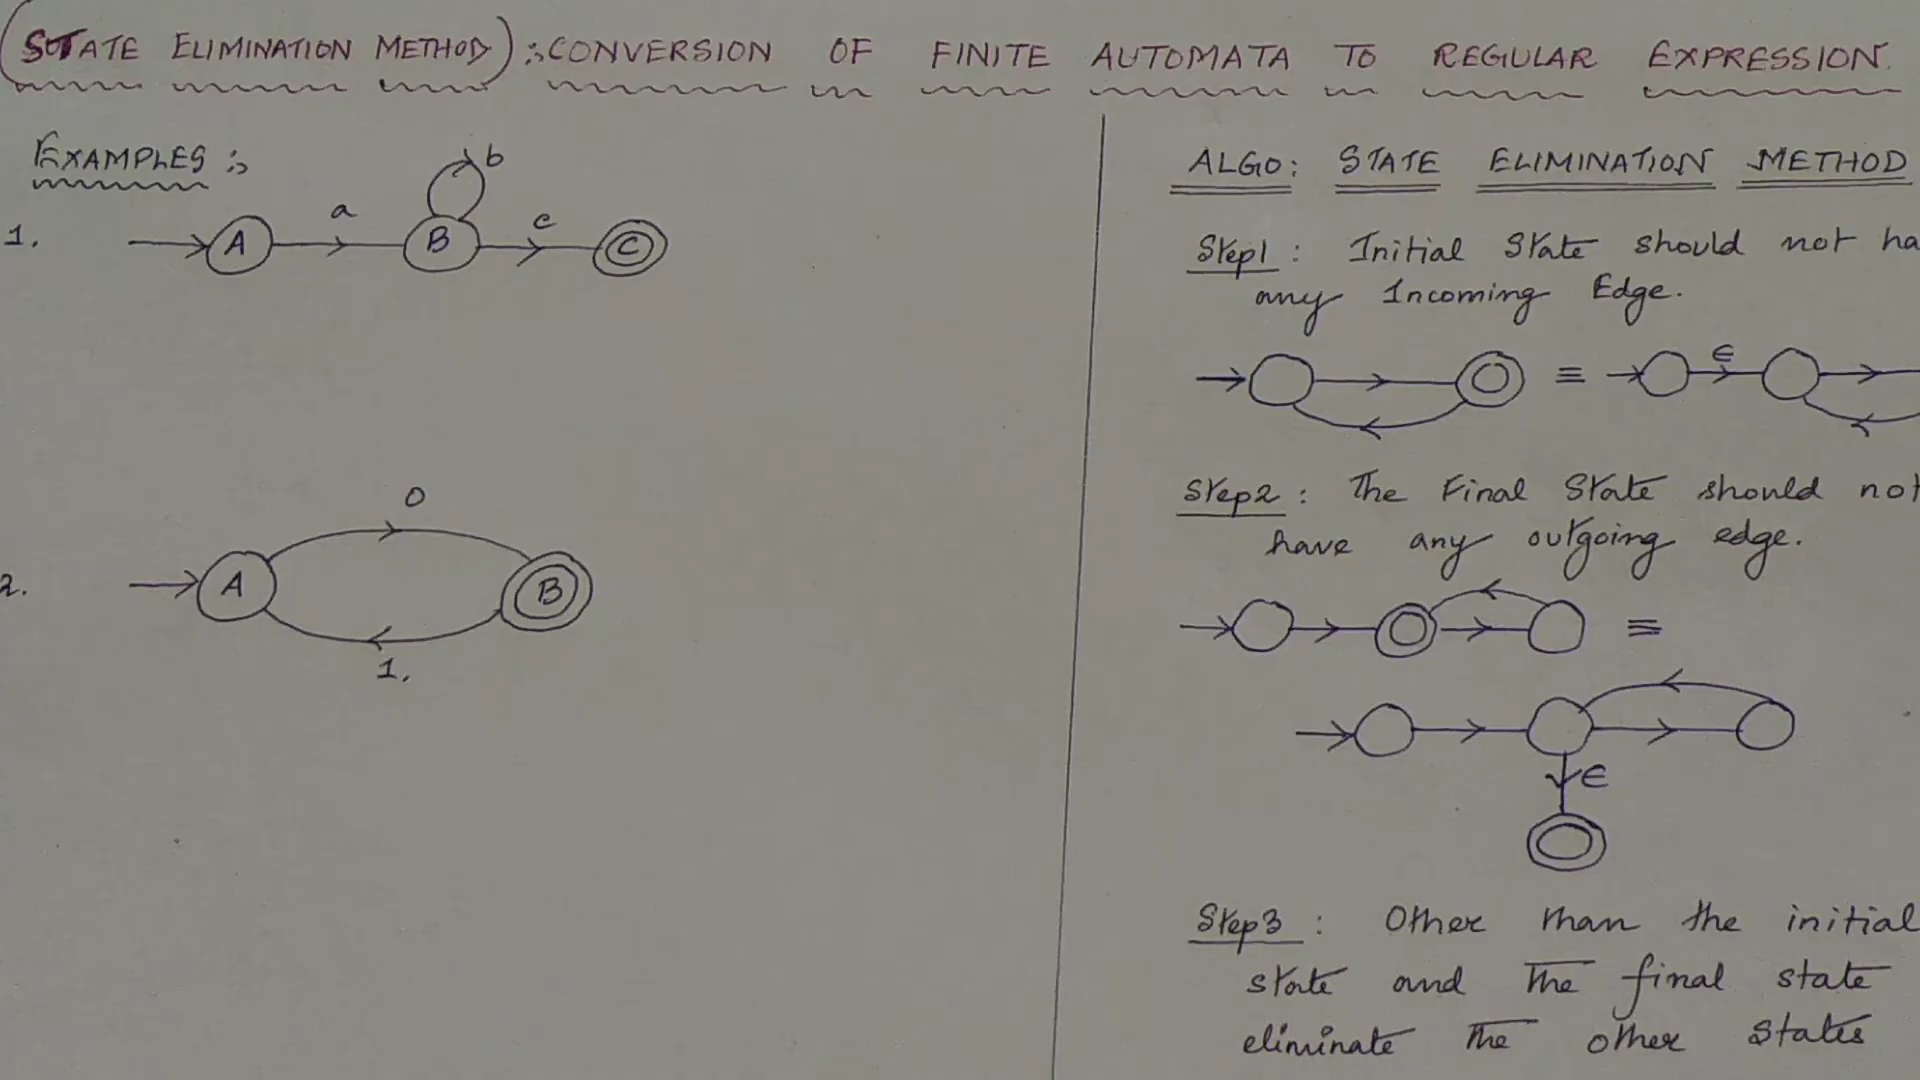 (STATE ELIMINATION METHOD) :- CONVERSION OF FINITE AUTOMATA TO REGULAR EXPRESSION.
EXAMPLES :-
1.
A
a
B
b
c
C
2.
A
0
B
1.
ALGO: STATE ELIMINATION METHOD
Step1 : Initial State should not ha
any Incoming Edge.
≡
ϵ
Step2 : The Final State should not
have any outgoing edge.
≡
ϵ
Step3 : Other than the initial
state and the final state
eliminate the other states